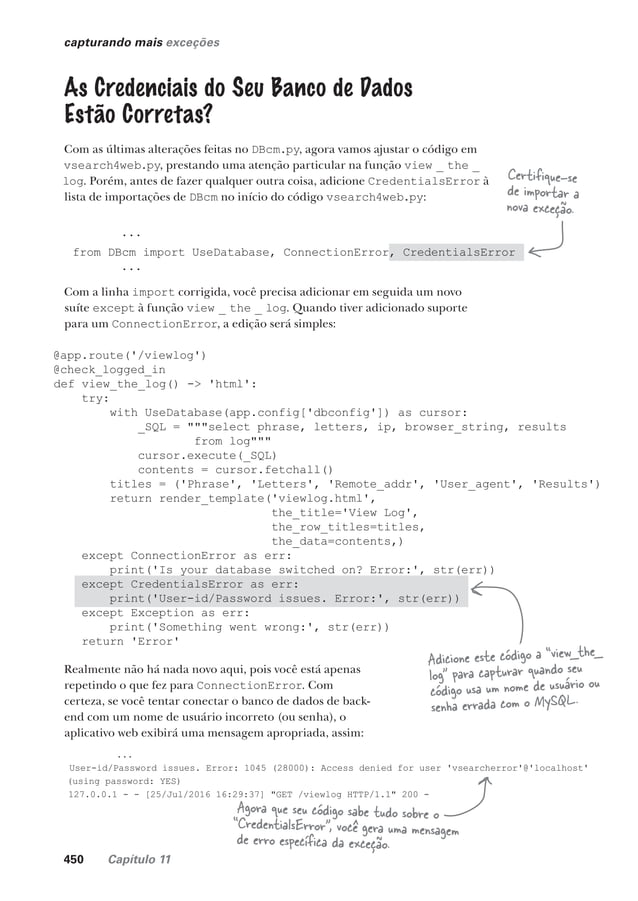 capturando mais exceções
As Credenciais do Seu Banco de Dados
Estão Corretas?
Com as últimas alterações feitas no DBcm.py, agora vamos ajustar o código em
vsearch4web.py, prestando uma atenção particular na função view _ the _
log. Porém, antes de fazer qualquer outra coisa, adicione CredentialsError à
lista de importações de DBcm no início do código vsearch4web.py:
Certifique-se
de importar a
nova exceção.
...
from DBcm import UseDatabase, ConnectionError, CredentialsError
...
Com a linha import corrigida, você precisa adicionar em seguida um novo
suíte except à função view _ the _ log. Quando tiver adicionado suporte
para um ConnectionError, a edição será simples:
@app.route('/viewlog')
@check_logged_in
def view_the_log() -> 'html':
    try:
        with UseDatabase(app.config['dbconfig']) as cursor:
            _SQL = """select phrase, letters, ip, browser_string, results
                    from log"""
            cursor.execute(_SQL)
            contents = cursor.fetchall()
        titles = ('Phrase', 'Letters', 'Remote_addr', 'User_agent', 'Results')
        return render_template('viewlog.html',
                               the_title='View Log',
                               the_row_titles=titles,
                               the_data=contents,)
    except ConnectionError as err:
        print('Is your database switched on? Error:', str(err))
    except CredentialsError as err:
        print('User-id/Password issues. Error:', str(err))
    except Exception as err:
        print('Something went wrong:', str(err))
    return 'Error'
Adicione este código a "view_the_
log" para capturar quando seu
código usa um nome de usuário ou
senha errada com o MySQL.
Realmente não há nada novo aqui, pois você está apenas
repetindo o que fez para ConnectionError. Com
certeza, se você tentar conectar o banco de dados de back-
end com um nome de usuário incorreto (ou senha), o
aplicativo web exibirá uma mensagem apropriada, assim:
...
User-id/Password issues. Error: 1045 (28000): Access denied for user 'vsearcherror'@'localhost'
(using password: YES)
127.0.0.1 - - [25/Jul/2016 16:29:37] "GET /viewlog HTTP/1.1" 200 -
Agora que seu código sabe tudo sobre o
"CredentialsError", você gera uma mensagem
de erro específica da exceção.
450 Capítulo 11